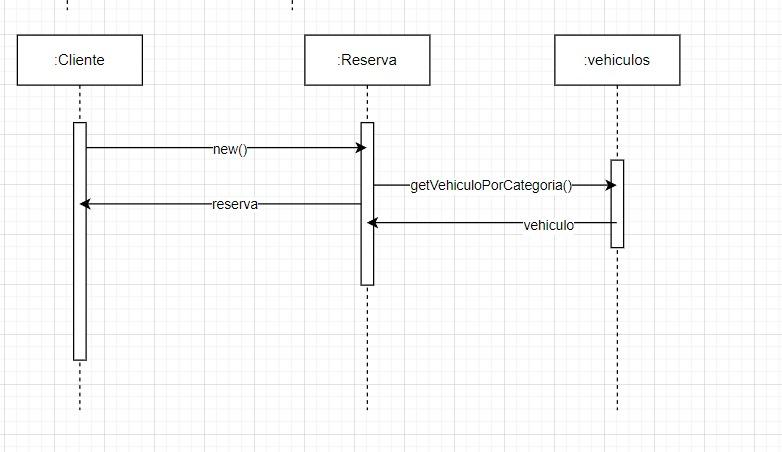 :Cliente
:Reserva
:vehiculos
new()
getVehiculoPorCategoria()
reserva
vehiculo